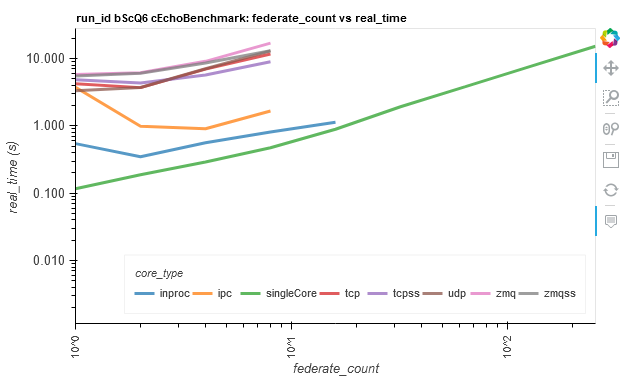 run_id bScQ6 cEchoBenchmark: federate_count vs real_time
10.000
1.000
0.100
0.010
real_time (s)
core_type
inproc ipc singleCore tcp tcpss udp zmq zmqss
10^0 10^1 10^2
federate_count